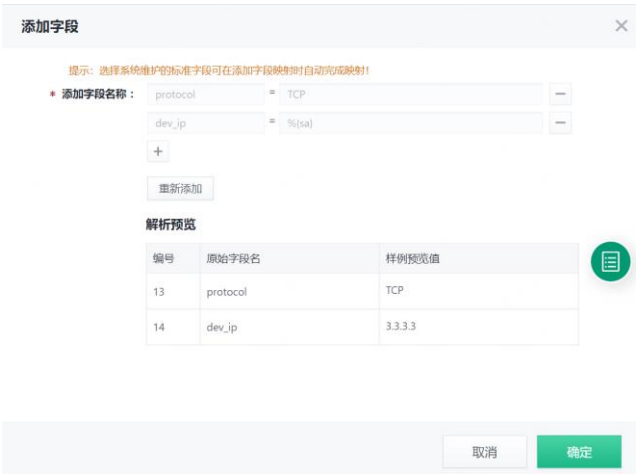 添加字段
提示：选择系统维护的标准字段可在添加字段映射时自动完成映射!
* 添加字段名称： protocol = TCP
dev_ip = %(sa)
重新添加
解析预览
编号 原始字段名 样例预览值
13 protocol TCP
14 dev_ip 3.3.3.3
取消 确定